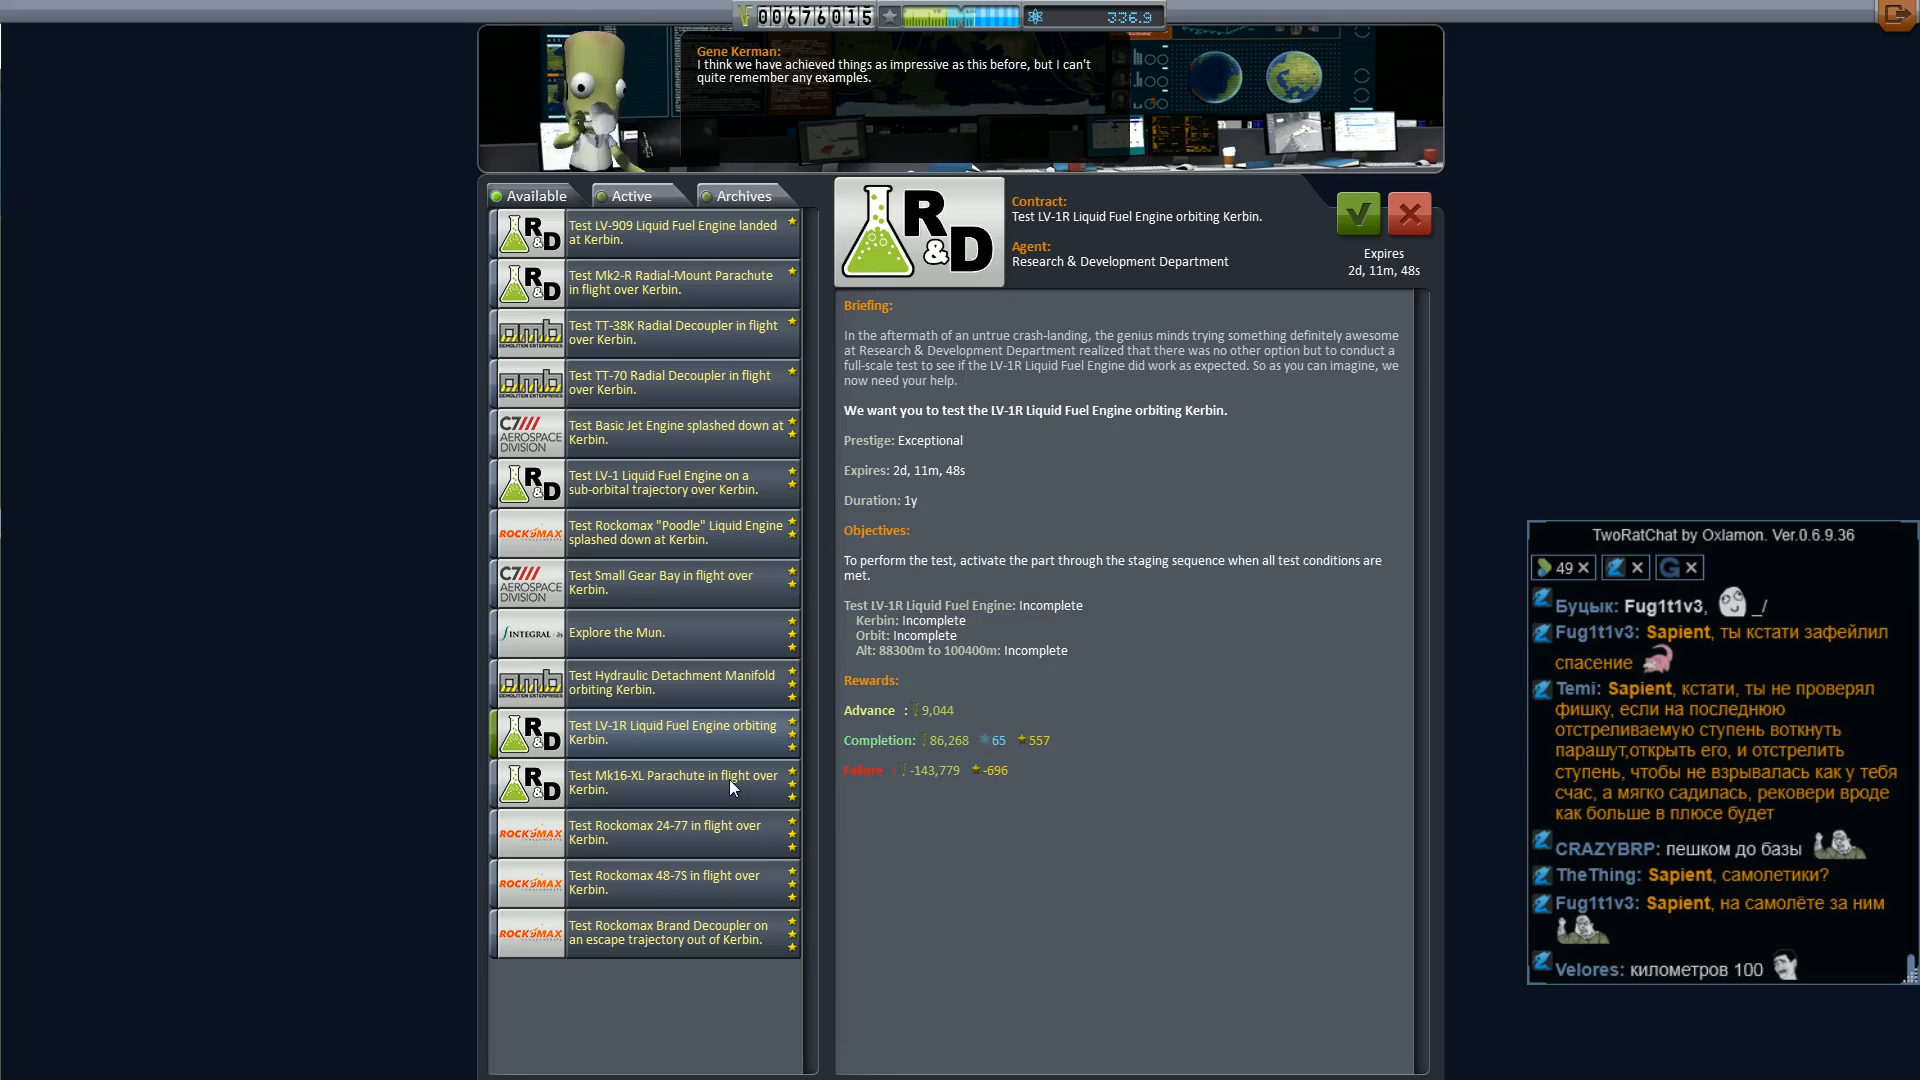 00676015
336.9
Gene Kerman:
I think we have achieved things as impressive as this before, but I can't
quite remember any examples.
Available
Active
Archives
R&D
Test LV-909 Liquid Fuel Engine landed
at Kerbin.
R&D
Test Mk2-R Radial-Mount Parachute
in flight over Kerbin.
Test TT-38K Radial Decoupler in flight
over Kerbin.
Test TT-70 Radial Decoupler in flight
over Kerbin.
C7///
AEROSPACE
DIVISION
Test Basic Jet Engine splashed down at
Kerbin.
R&D
Test LV-1 Liquid Fuel Engine on a
sub-orbital trajectory over Kerbin.
ROCKOMAX
Test Rockomax "Poodle" Liquid Engine
splashed down at Kerbin.
C7///
AEROSPACE
DIVISION
Test Small Gear Bay in flight over
Kerbin.
INTEGRAL
Explore the Mun.
Test Hydraulic Detachment Manifold
orbiting Kerbin.
R&D
Test LV-1R Liquid Fuel Engine orbiting
Kerbin.
R&D
Test Mk16-XL Parachute in flight over
Kerbin.
ROCKOMAX
Test Rockomax 24-77 in flight over
Kerbin.
ROCKOMAX
Test Rockomax 48-7S in flight over
Kerbin.
ROCKOMAX
Test Rockomax Brand Decoupler on
an escape trajectory out of Kerbin.
R&D
Contract:
Test LV-1R Liquid Fuel Engine orbiting Kerbin.
Agent:
Research & Development Department
Expires
2d, 11m, 48s
Briefing:
In the aftermath of an untrue crash-landing, the genius minds trying something definitely awesome
at Research & Development Department realized that there was no other option but to conduct a
full-scale test to see if the LV-1R Liquid Fuel Engine did work as expected. So as you can imagine, we
now need your help.
We want you to test the LV-1R Liquid Fuel Engine orbiting Kerbin.
Prestige: Exceptional
Expires: 2d, 11m, 48s
Duration: 1y
Objectives:
To perform the test, activate the part through the staging sequence when all test conditions are
met.
Test LV-1R Liquid Fuel Engine: Incomplete
Kerbin: Incomplete
Orbit: Incomplete
Alt: 88300m to 100400m: Incomplete
Rewards:
Advance : 9,044
Completion: 86,268 65 557
Failure : -143,779 -696
TwoRatChat by Oxlamon. Ver.0.6.9.36
49
Буцык: Fug1t1v3, _/
Fug1t1v3: Sapient, ты кстати зафейлил
спасение
Temi: Sapient, кстати, ты не проверял
фишку, если на последнюю
отстреливаемую ступень воткнуть
парашут,открыть его, и отстрелить
ступень, чтобы не взрывалась как у тебя
счас, а мягко садилась, рековери вроде
как больше в плюсе будет
CRAZYBRP: пешком до базы
TheThing: Sapient, самолетики?
Fug1t1v3: Sapient, на самолёте за ним
Velores: километров 100